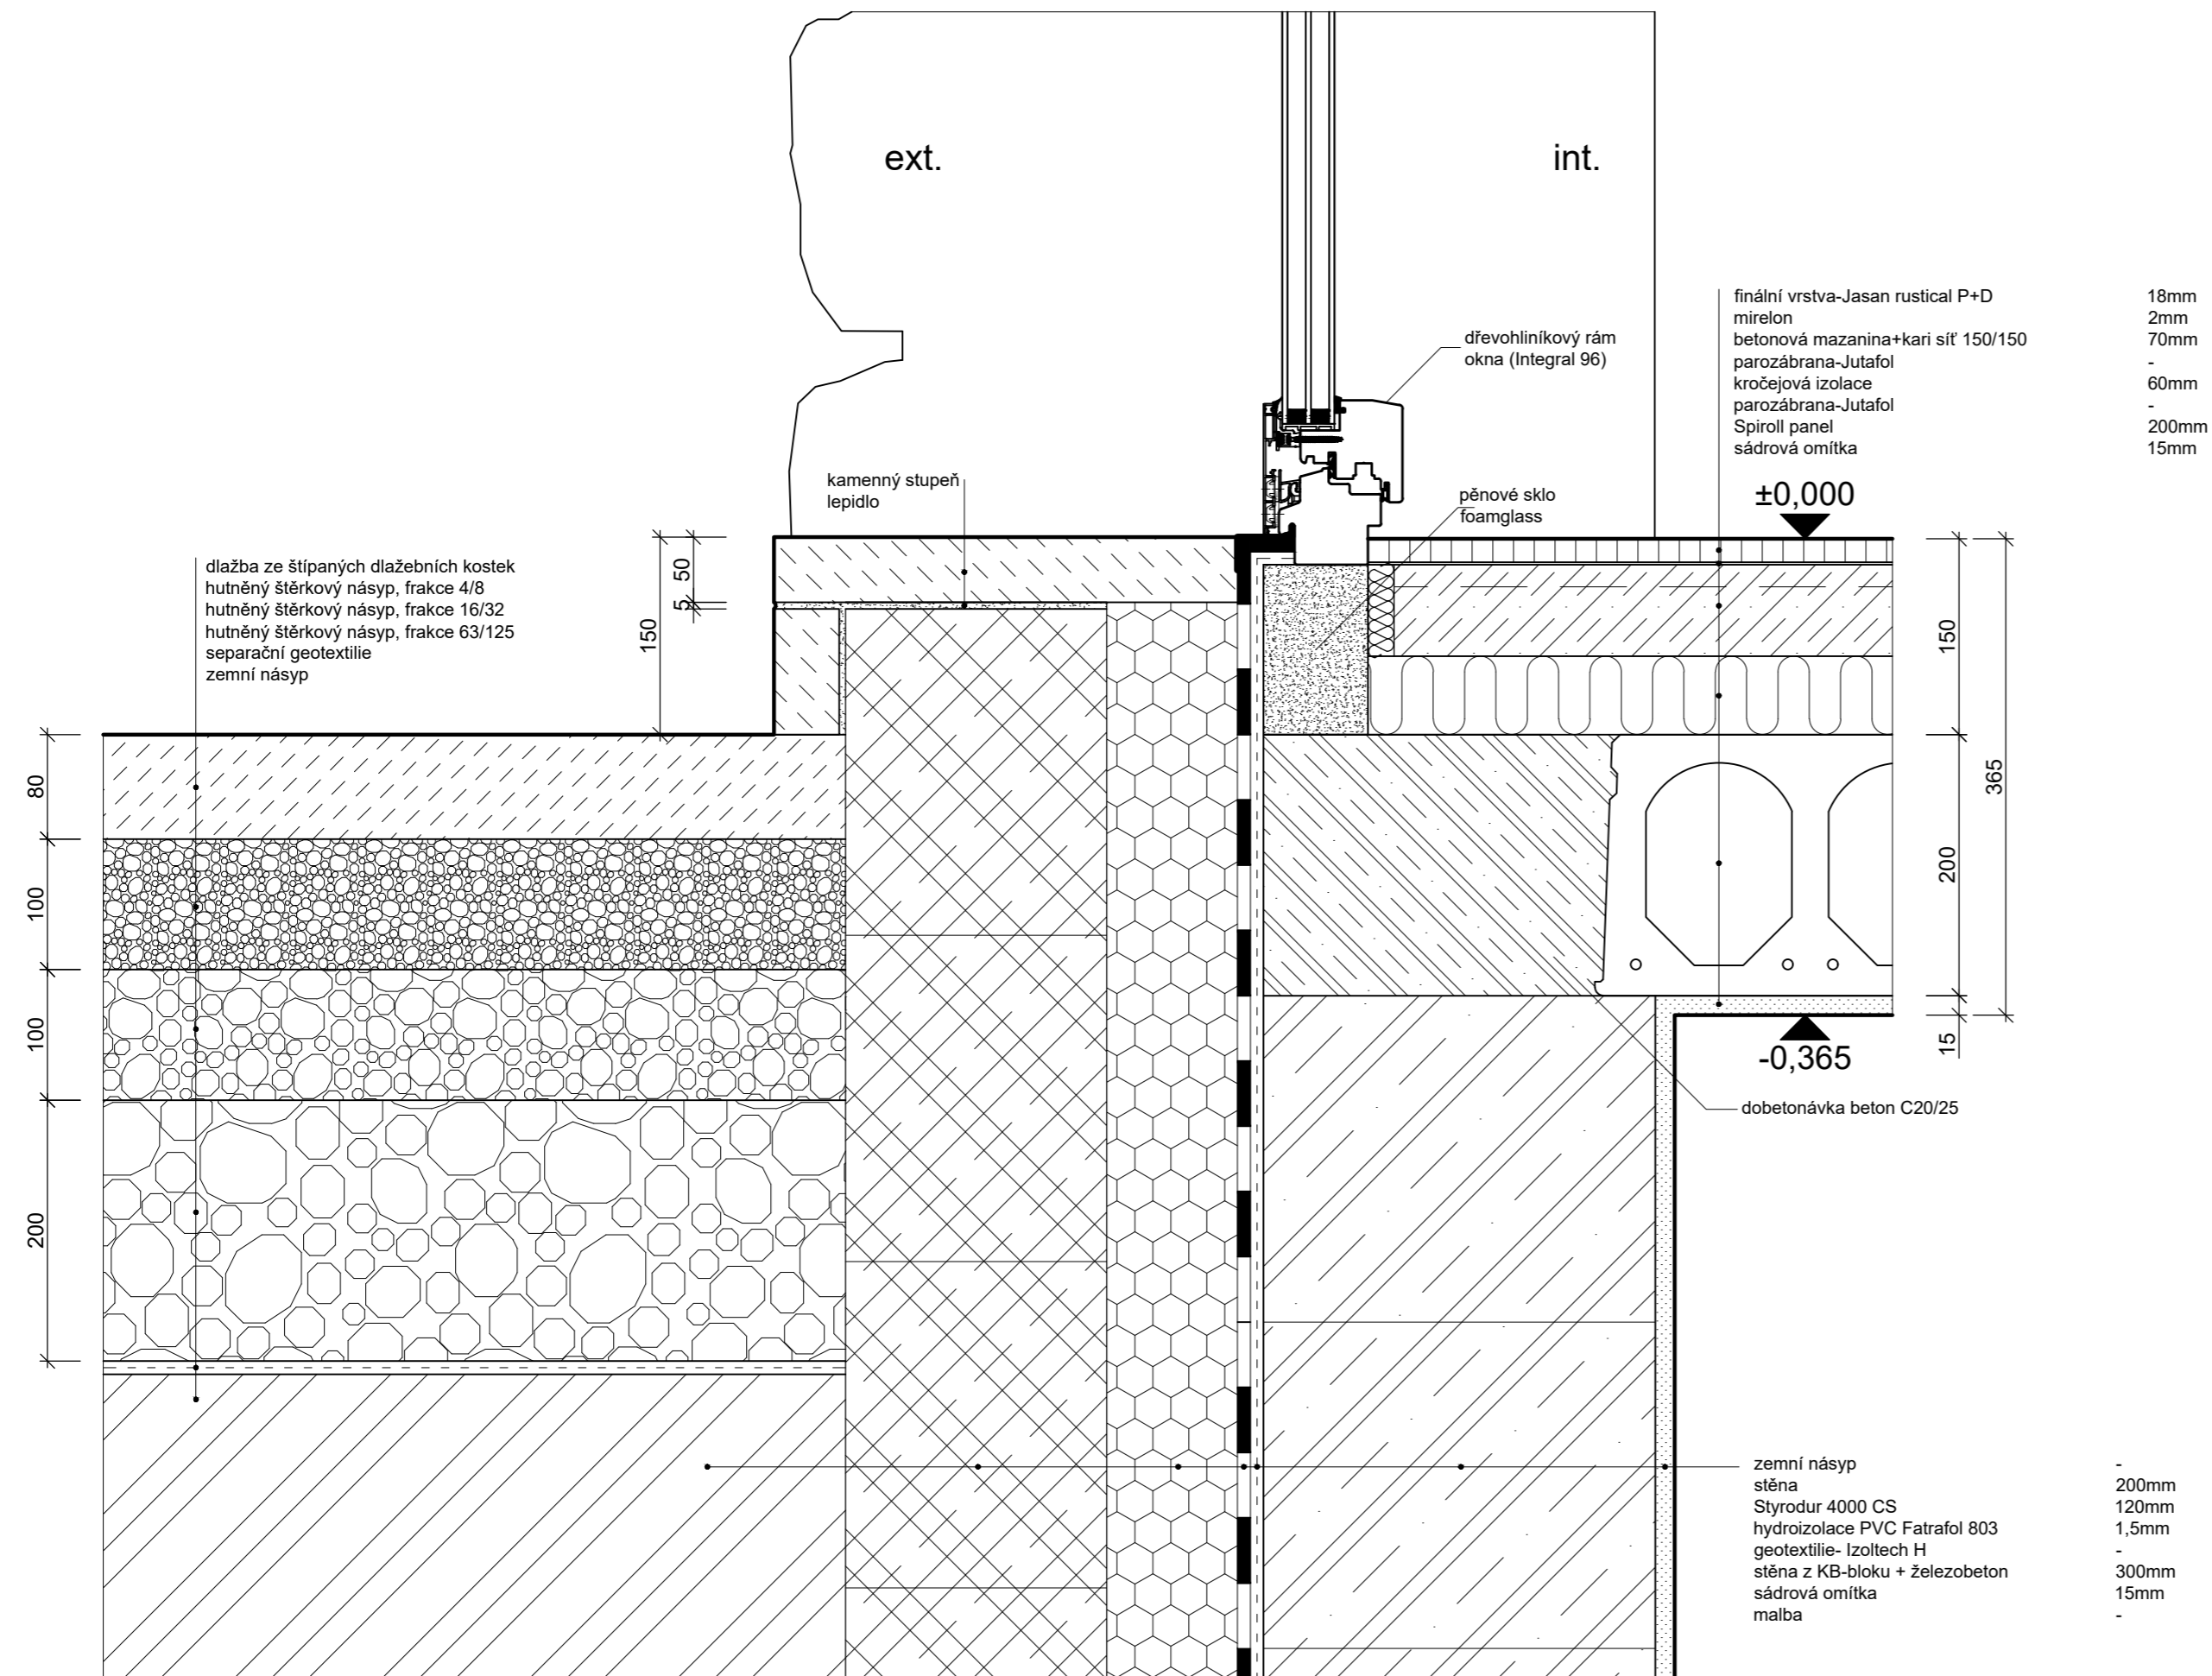 ext.
int.
finální vrstva-Jasan rustical P+D 18mm
mirelon 2mm
betonová mazanina+kari síť 150/150 70mm
parozábrana-Jutafol -
kročejová izolace 60mm
parozábrana-Jutafol -
Spiroll panel 200mm
sádrová omítka 15mm
dřevohliníkový rám
okna (Integral 96)
kamenný stupeň
lepidlo
pěnové sklo
foamglass
±0,000
dlažba ze štípaných dlažebních kostek
hutněný štěrkový násyp, frakce 4/8
hutněný štěrkový násyp, frakce 16/32
hutněný štěrkový násyp, frakce 63/125
separační geotextilie
zemní násyp
50
5
150
150
80
365
200
100
100
15
-0,365
dobetonávka beton C20/25
200
zemní násyp -
stěna 200mm
Styrodur 4000 CS 120mm
hydroizolace PVC Fatrafol 803 1,5mm
geotextilie- Izoltech H -
stěna z KB-bloku + železobeton 300mm
sádrová omítka 15mm
malba -